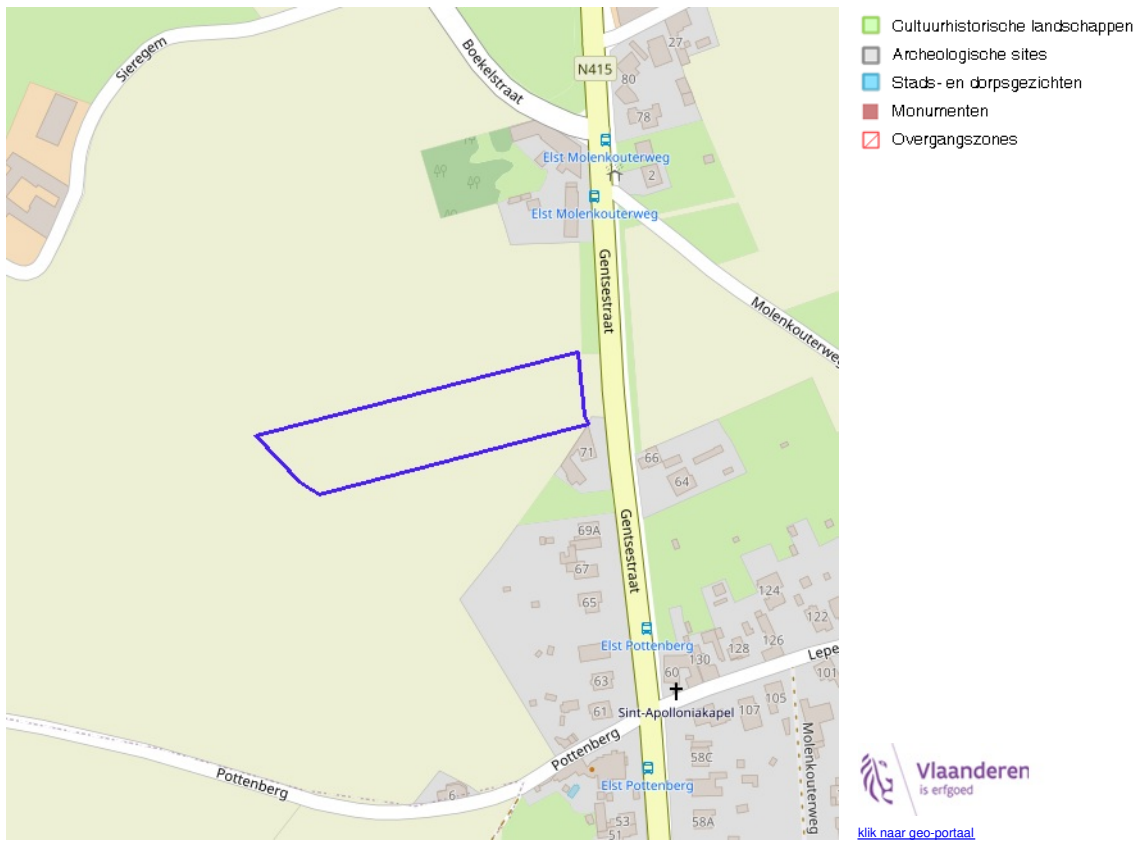 Sieregem
Boekelstraat
N415
27
80
78
Elst Molenkouterweg
2
Elst Molenkouterweg
Gentsestraat
Molenkouterweg
71
66
64
Gentsestraat
69A
67
65
124
122
Elst Pottenberg
126
128
130
Lepe
60
101
63
105
61
Sint-Apolloniakapel
107
Pottenberg
Molenkouterweg
58C
Pottenberg
6
Elst Pottenberg
53
58A
51
Cultuurhistorische landschappen
Archeologische sites
Stads- en dorpsgezichten
Monumenten
Overgangszones
Vlaanderen
is erfgoed
klik naar geo-portaal